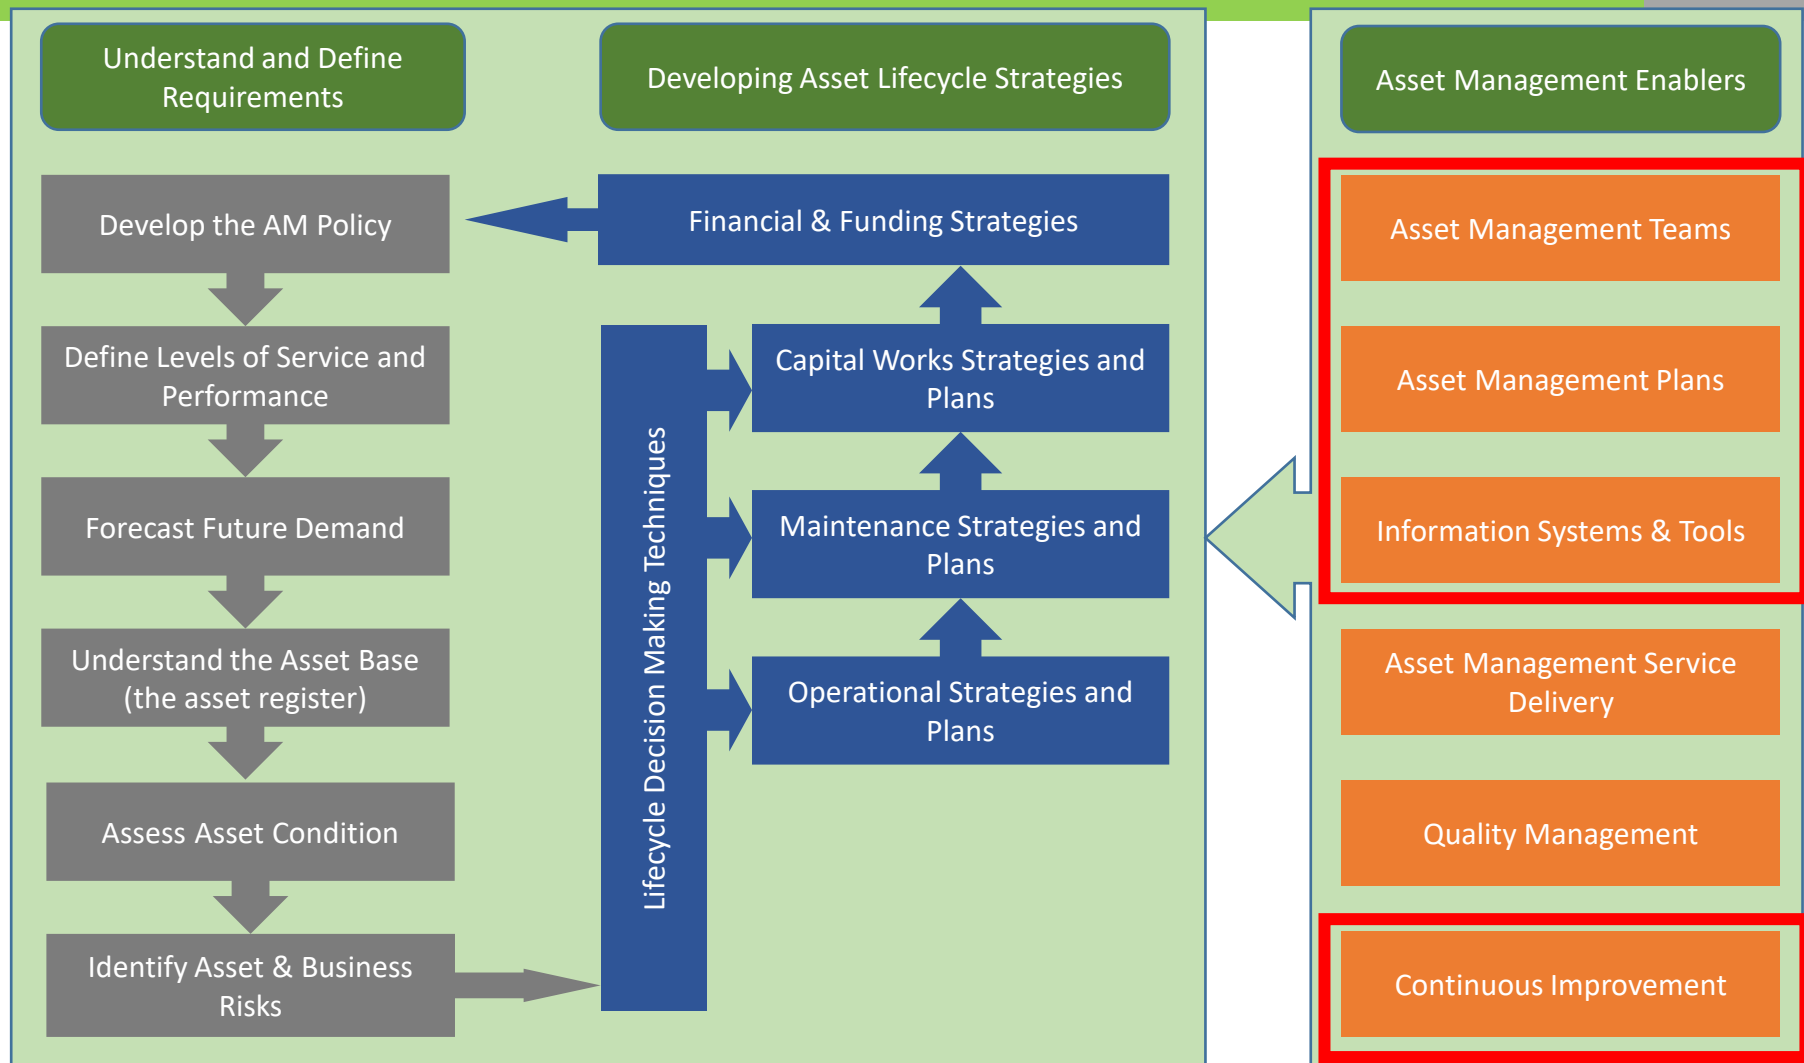 Understand and Define
Requirements
Developing Asset Lifecycle Strategies
Asset Management Enablers
Develop the AM Policy
Define Levels of Service and
Performance
Forecast Future Demand
Understand the Asset Base
(the asset register)
Assess Asset Condition
Identify Asset & Business
Risks
Financial & Funding Strategies
Lifecycle Decision Making Techniques
Capital Works Strategies and
Plans
Maintenance Strategies and
Plans
Operational Strategies and
Plans
Asset Management Teams
Asset Management Plans
Information Systems & Tools
Asset Management Service
Delivery
Quality Management
Continuous Improvement